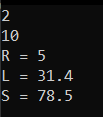 2
10
R = 5
L = 31.4
S = 78.5